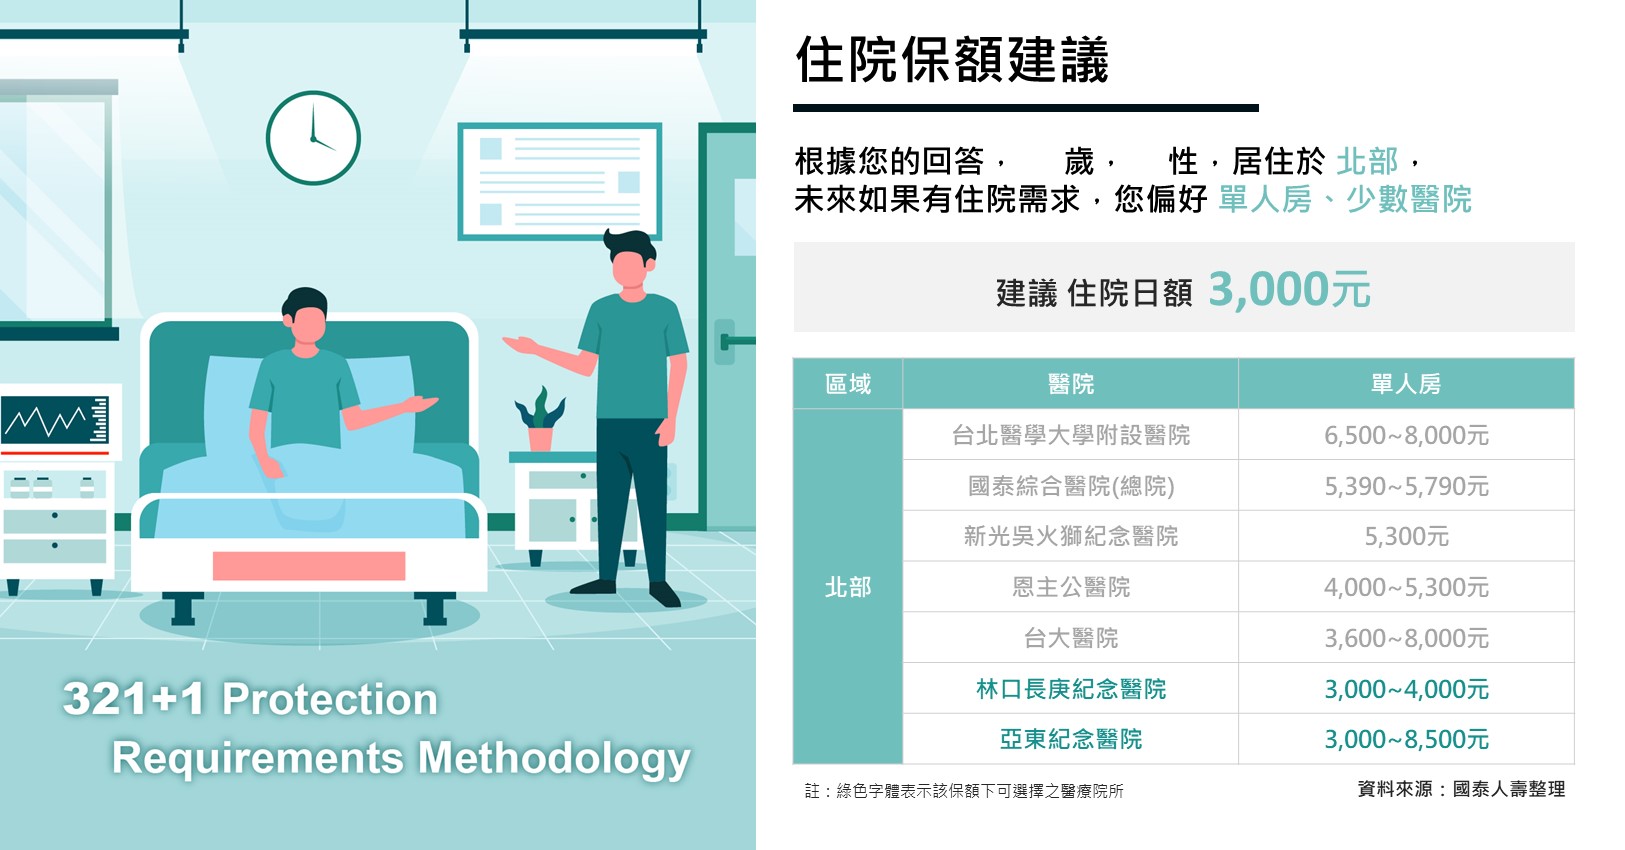 321+1 Protection
Requirements Methodology
住院保額建議
根據您的回答， 歲， 性，居住於 北部，
未來如果有住院需求，您偏好 單人房、少數醫院
建議 住院日額 3,000元
區域 醫院 單人房
北部
台北醫學大學附設醫院 6,500~8,000元
國泰綜合醫院(總院) 5,390~5,790元
新光吳火獅紀念醫院 5,300元
恩主公醫院 4,000~5,300元
台大醫院 3,600~8,000元
林口長庚紀念醫院 3,000~4,000元
亞東紀念醫院 3,000~8,500元
註：綠色字體表示該保額下可選擇之醫療院所
資料來源：國泰人壽整理